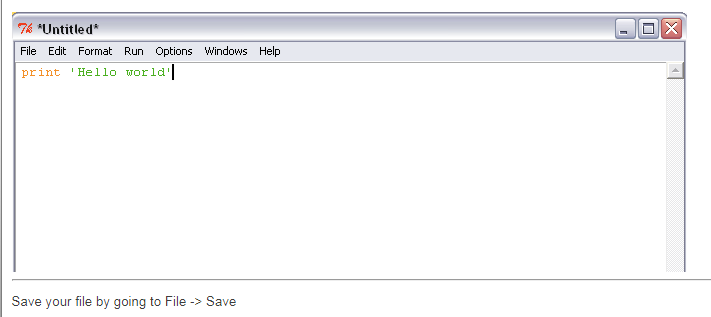 *Untitled*
File Edit Format Run Options Windows Help
print 'Hello world'
Save your file by going to File -> Save